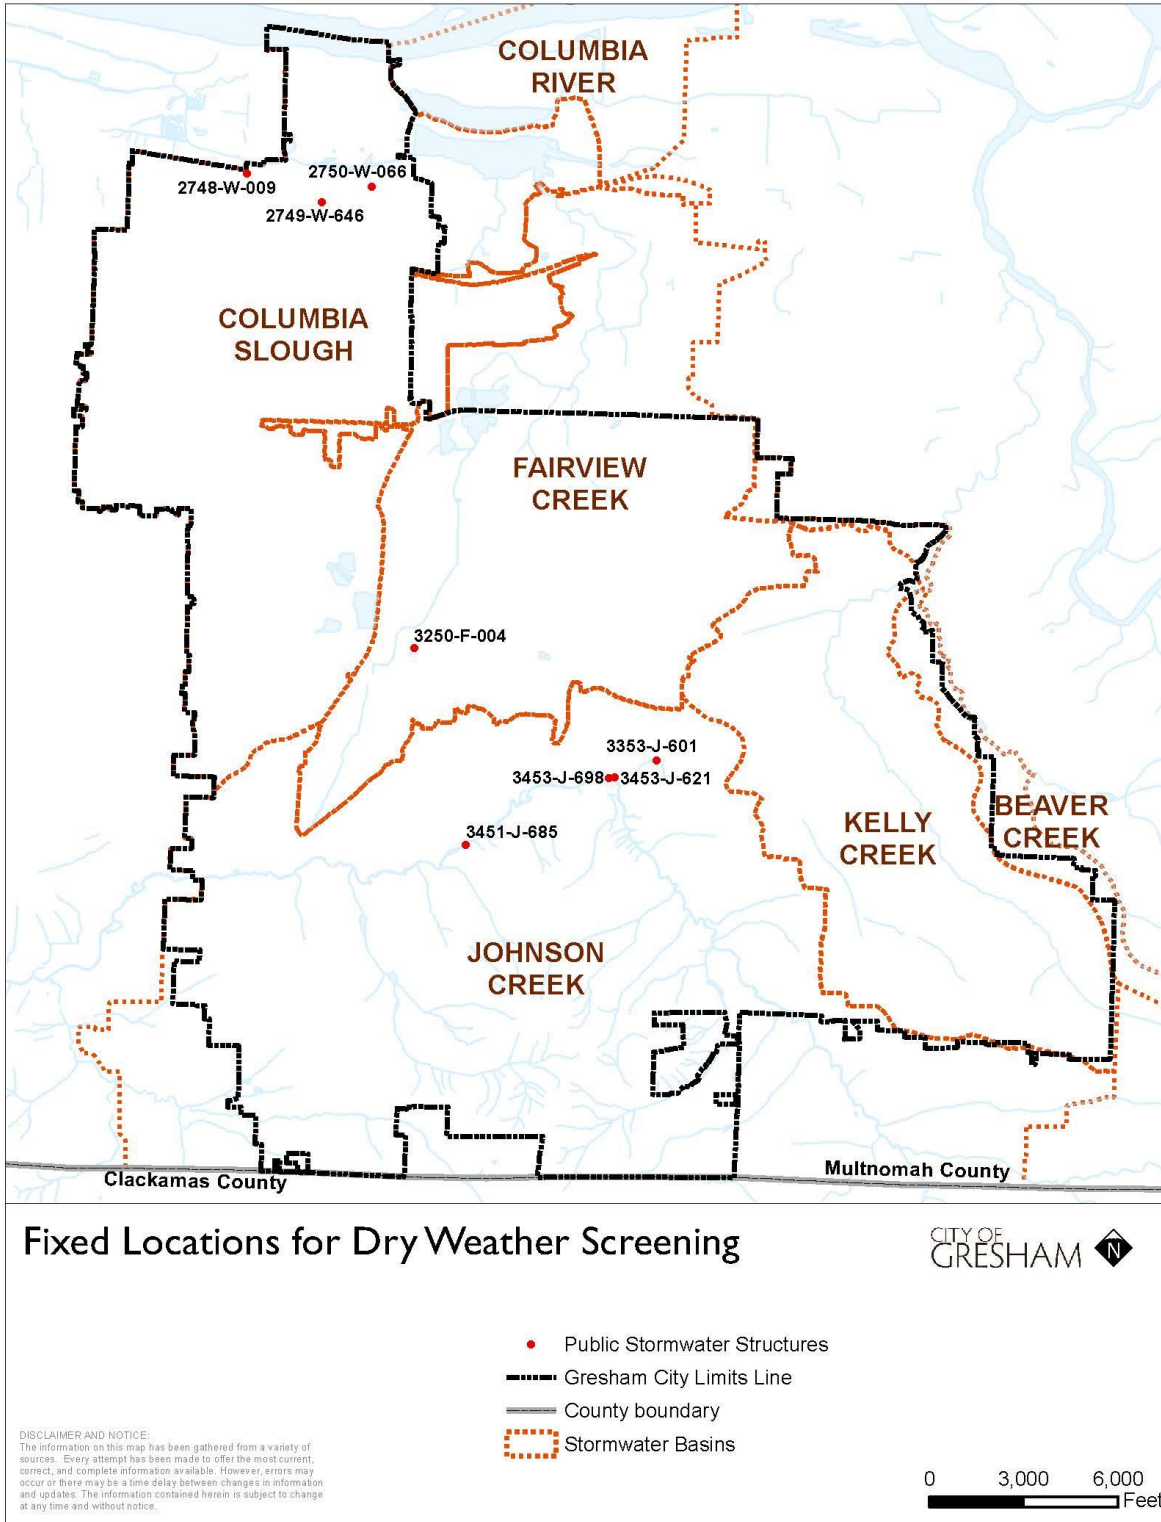 COLUMBIA
RIVER
2750-W-066
2748-W-009
2749-W-646
COLUMBIA
SLOUGH
FAIRVIEW
CREEK
3250-F-004
3353-J-601
3453-J-698
3453-J-621
3451-J-685
KELLY
CREEK
BEAVER
CREEK
JOHNSON
CREEK
Clackamas County
Multnomah County
Fixed Locations for Dry Weather Screening
CITY OF
GRESHAM
N
Public Stormwater Structures
Gresham City Limits Line
County boundary
Stormwater Basins
DISCLAIMER AND NOTICE:
The information on this map has been gathered from a variety of
sources. Every attempt has been made to offer the most current,
correct, and complete information available. However, errors may
occur or there may be a time delay between changes in information
and updates. The information contained herein is subject to change
at any time and without notice.
0 3,000 6,000
Feet